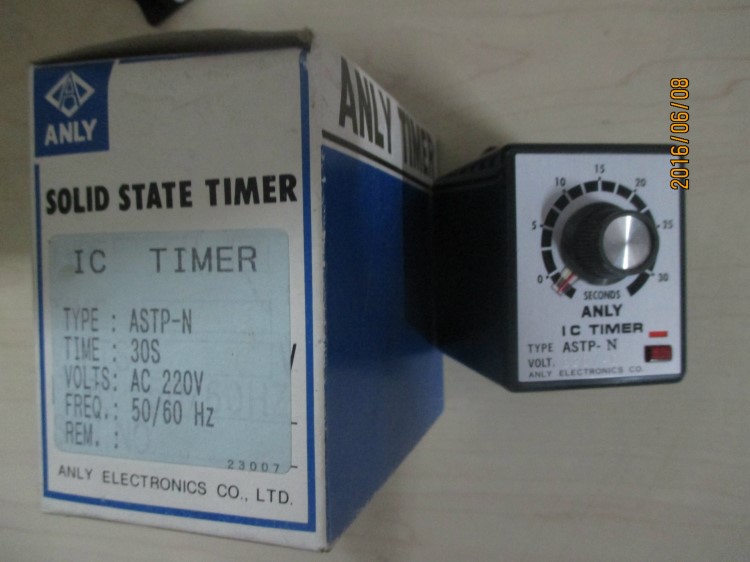 ANLY
SOLID STATE TIMER
IC TIMER
TYPE : ASTP-N
TIME : 30S
VOLTS: AC 220V
FREQ.: 50/60 Hz
REM. :
23007
ANLY ELECTRONICS CO., LTD.
ANLY TIMER
0
5
10
15
20
25
30
SECONDS
ANLY
IC TIMER
TYPE ASTP- N
VOLT.
ANLY ELECTRONICS CO.
2016/06/08